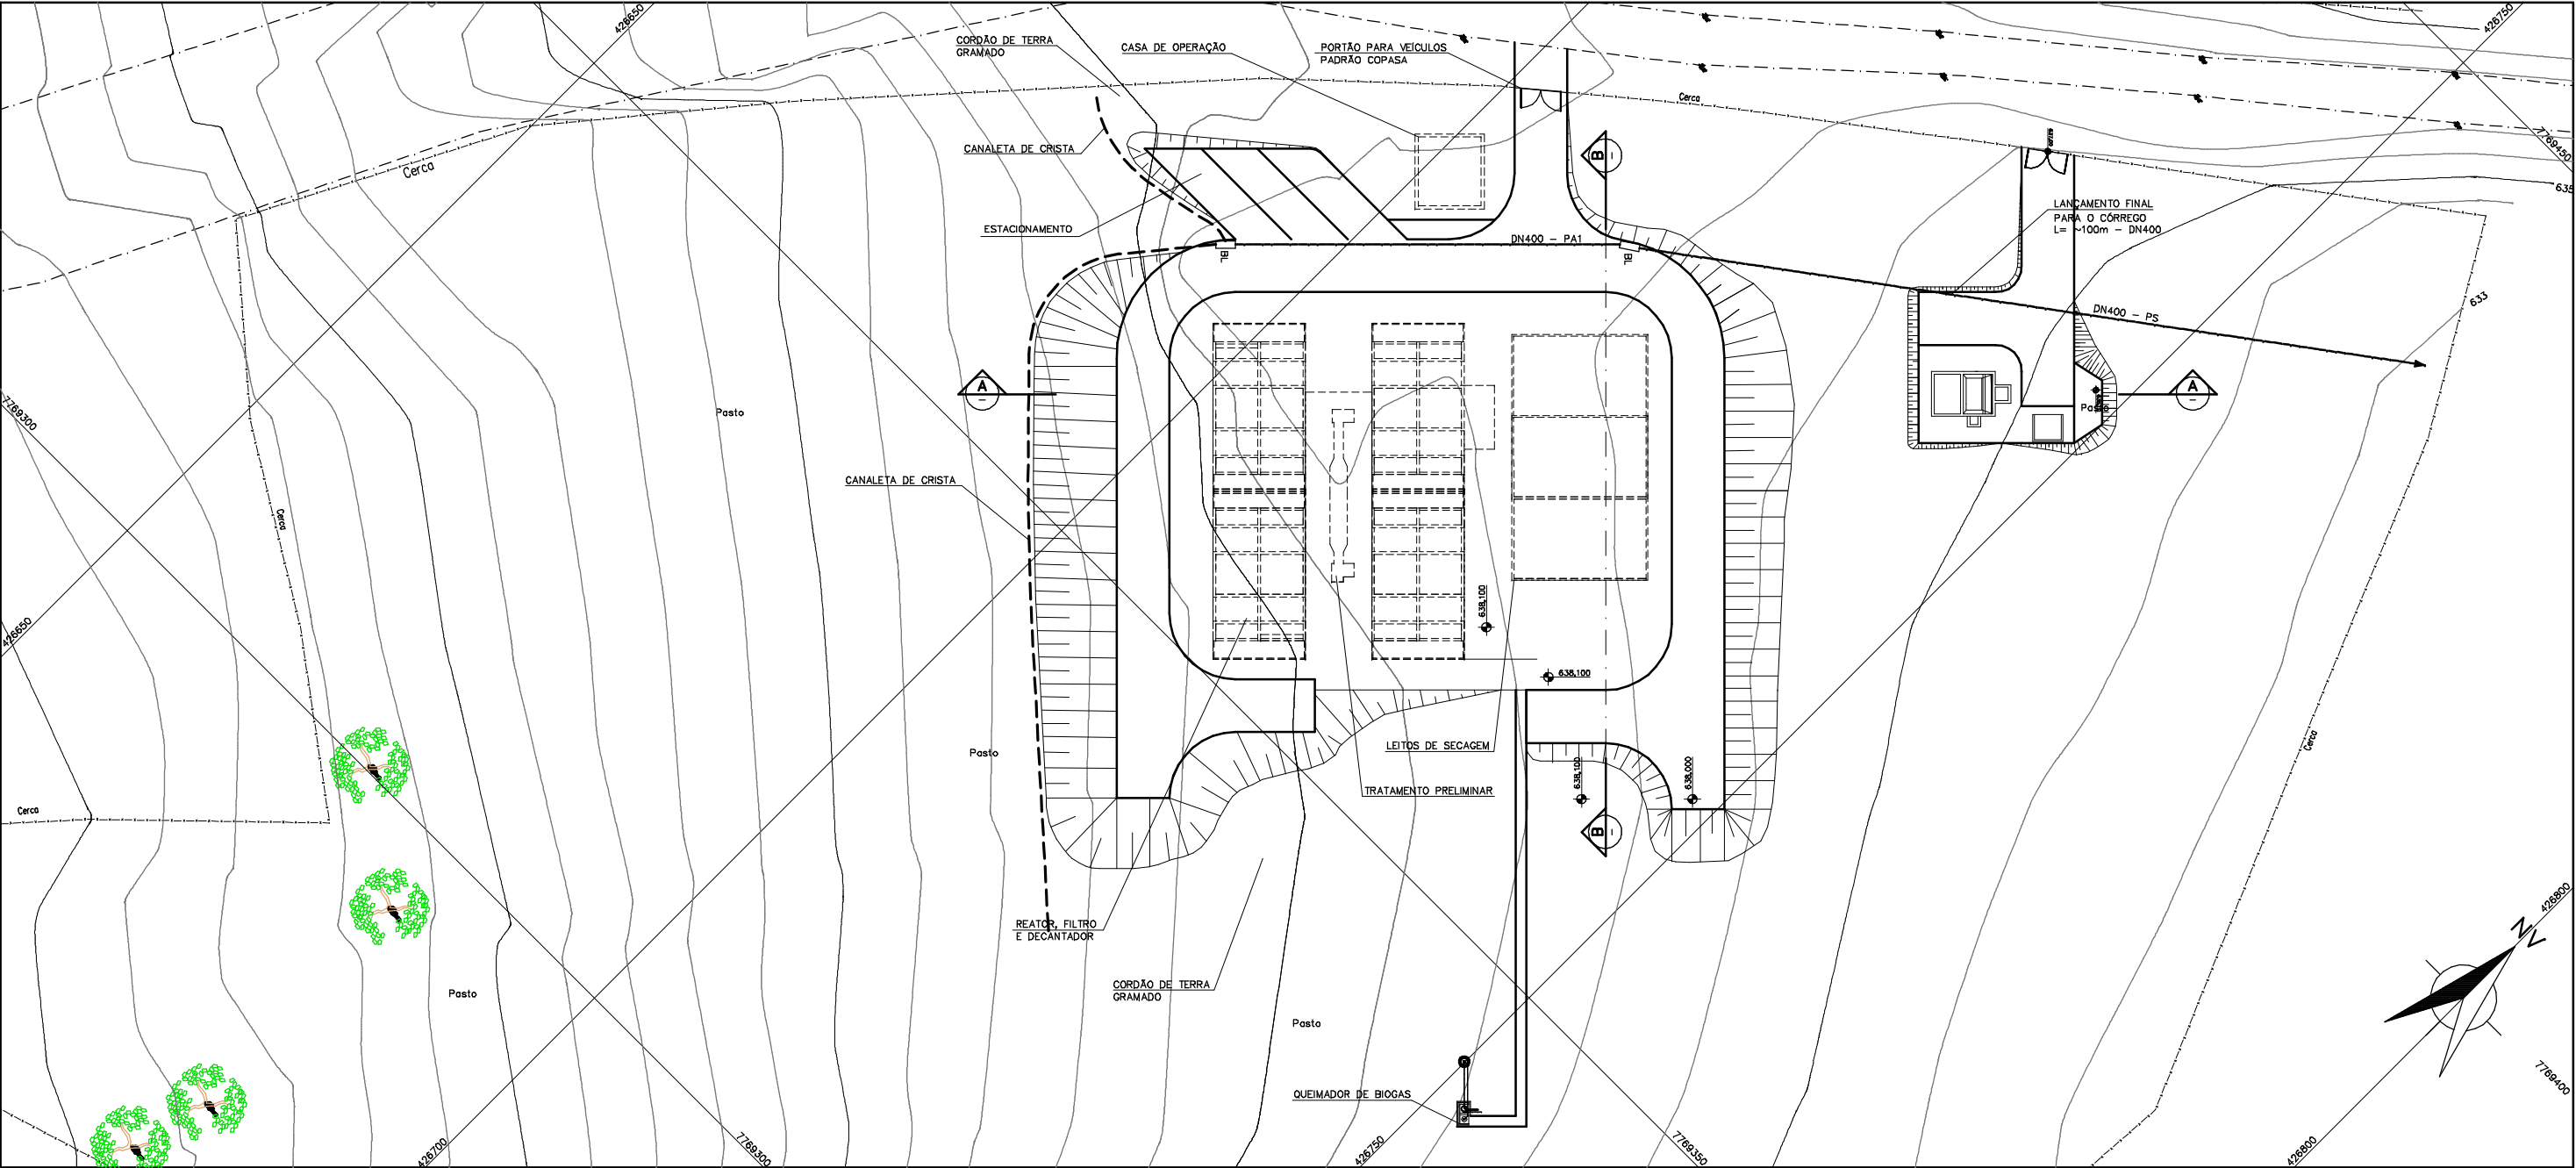 426650
426750
CORDÃO DE TERRA
GRAMADO
CASA DE OPERAÇÃO
PORTÃO PARA VEÍCULOS
PADRÃO COPASA
Cerca
7769450
CANALETA DE CRISTA
B
Cerca
635
LANÇAMENTO FINAL
PARA O CÓRREGO
L= ~100m - DN400
ESTACIONAMENTO
DN400 - PA1
BL
BL
633
DN400 - PS
A
A
7769300
Pasto
Pasto
CANALETA DE CRISTA
Cerca
638,100
426650
638,100
Cerca
LEITOS DE SECAGEM
Pasto
638,100
638,000
TRATAMENTO PRELIMINAR
Cerca
B
426800
REATOR, FILTRO
E DECANTADOR
N
V
CORDÃO DE TERRA
GRAMADO
Pasto
Pasto
7769400
QUEIMADOR DE BIOGAS
426700
7769300
426750
7769350
426800